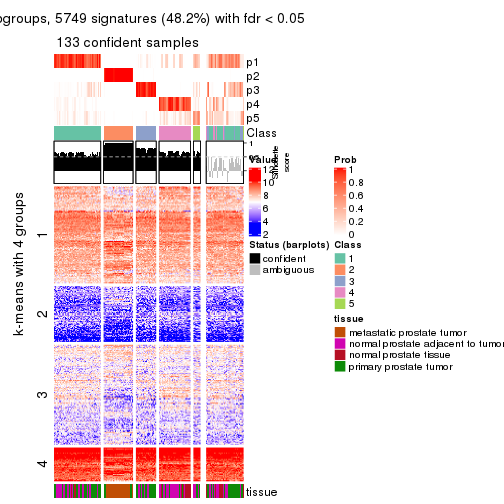 ogroups, 5749 signatures (48.2%) with fdr < 0.05
133 confident samples
p1
p2
p3
p4
p5
Class
1
Silhouette
score
Value
12
10
8
6
4
2
Prob
1
0.8
0.6
0.4
0.2
0
Status (barplots)
confident
ambiguous
Class
1
2
3
4
5
tissue
metastatic prostate tumor
normal prostate adjacent to tumor
normal prostate tissue
primary prostate tumor
k-means with 4 groups
1
2
3
4
tissue